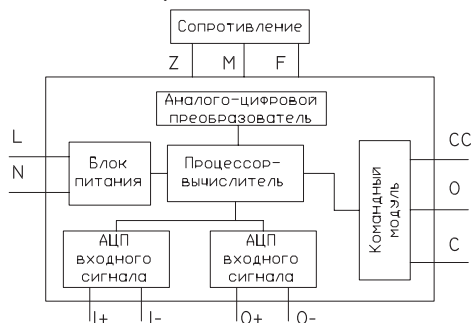 Сопротивление
Z M F
Аналого-цифровой
преобразователь
L
N
Блок
питания
Процессор-
вычислитель
Командный
модуль
CC
O
C
АЦП
входного
сигнала
АЦП
входного
сигнала
I+ I-
O+ O-